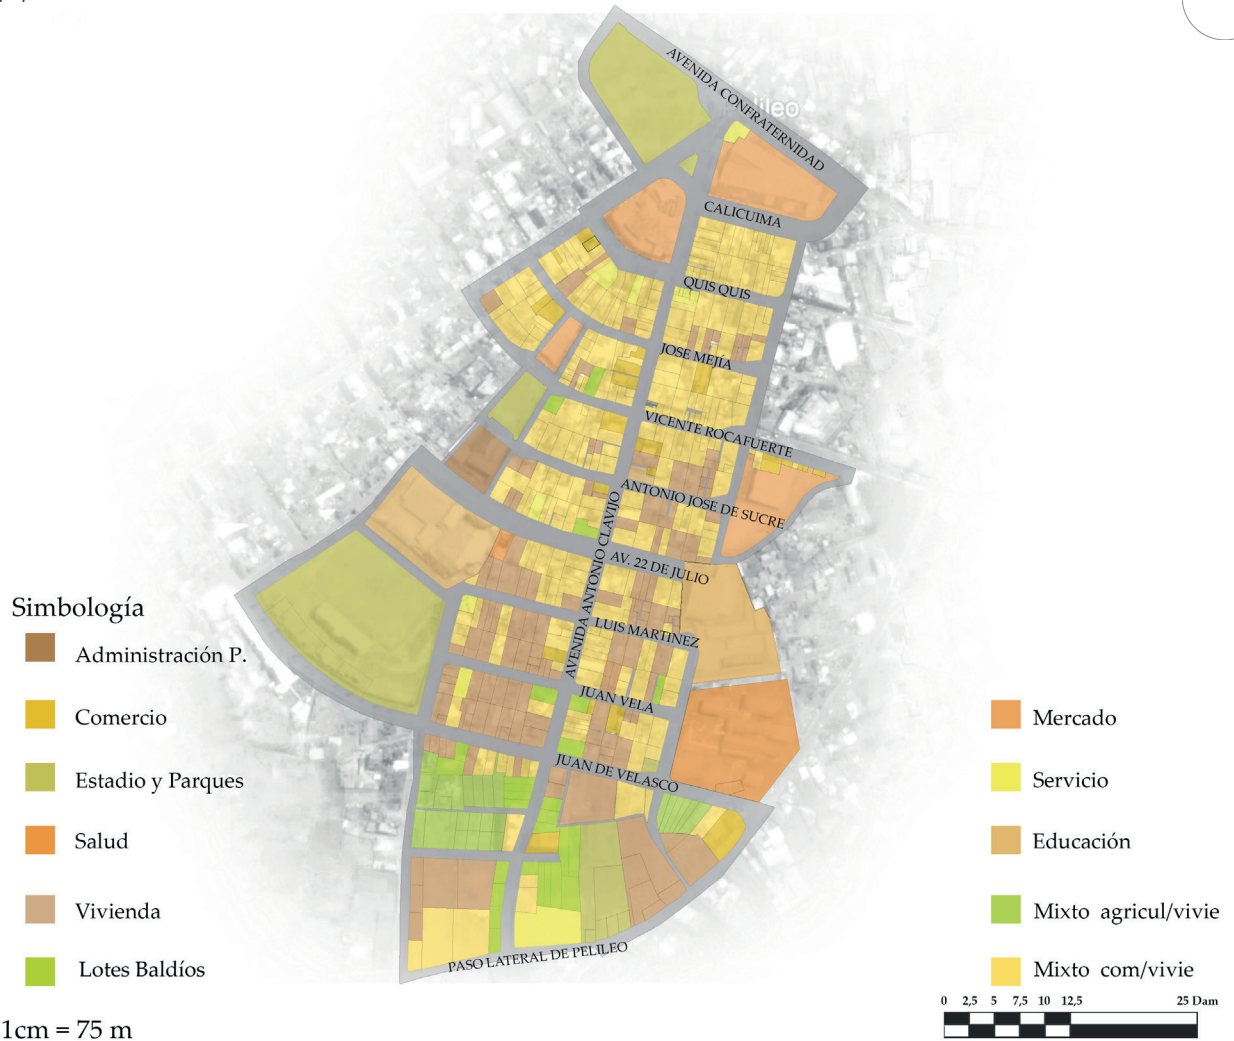 AVENIDA CONFRATERNIDAD
CALICUIMA
QUIS QUIS
JOSE MEJÍA
VICENTE ROCAFUERTE
ANTONIO JOSE DE SUCRE
AVENIDA ANTONIO CLAVIJO
AV. 22 DE JULIO
LUIS MARTINEZ
JUAN VELA
JUAN DE VELASCO
PASO LATERAL DE PELILEO
Simbología
Administración P.
Comercio
Estadio y Parques
Salud
Vivienda
Lotes Baldíos
1cm = 75 m
Mercado
Servicio
Educación
Mixto agricul/vivie
Mixto com/vivie
0 2,5 5 7,5 10 12,5 25 Dam